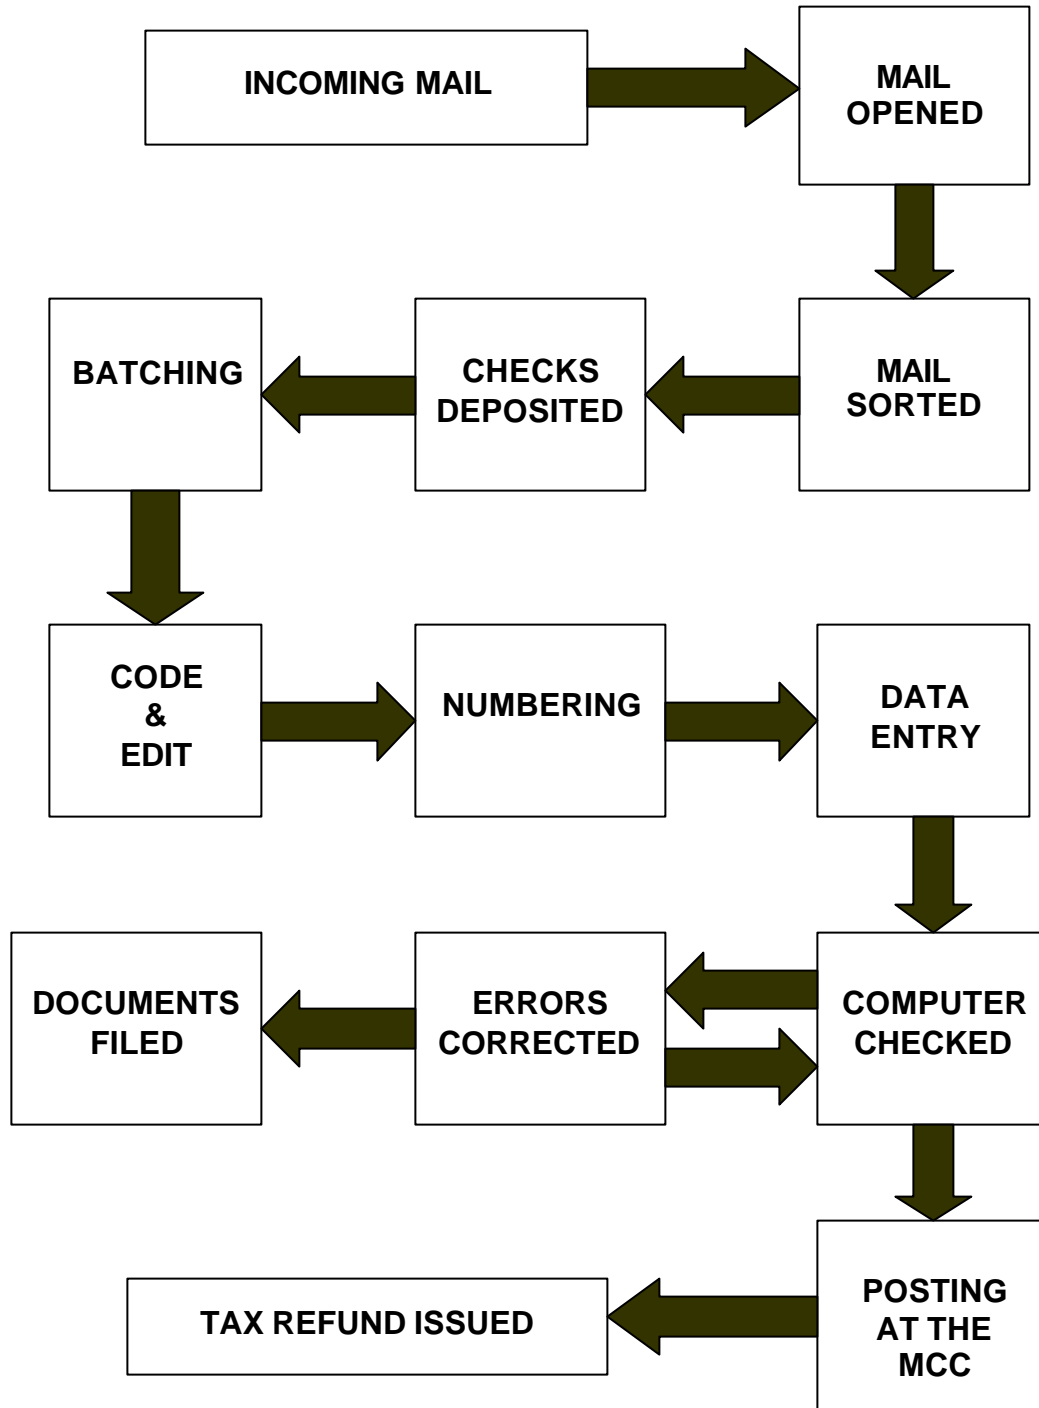 INCOMING MAIL
MAIL
OPENED
MAIL
SORTED
CHECKS
DEPOSITED
BATCHING
CODE
&
EDIT
NUMBERING
DATA
ENTRY
COMPUTER
CHECKED
ERRORS
CORRECTED
DOCUMENTS
FILED
POSTING
AT THE
MCC
TAX REFUND ISSUED